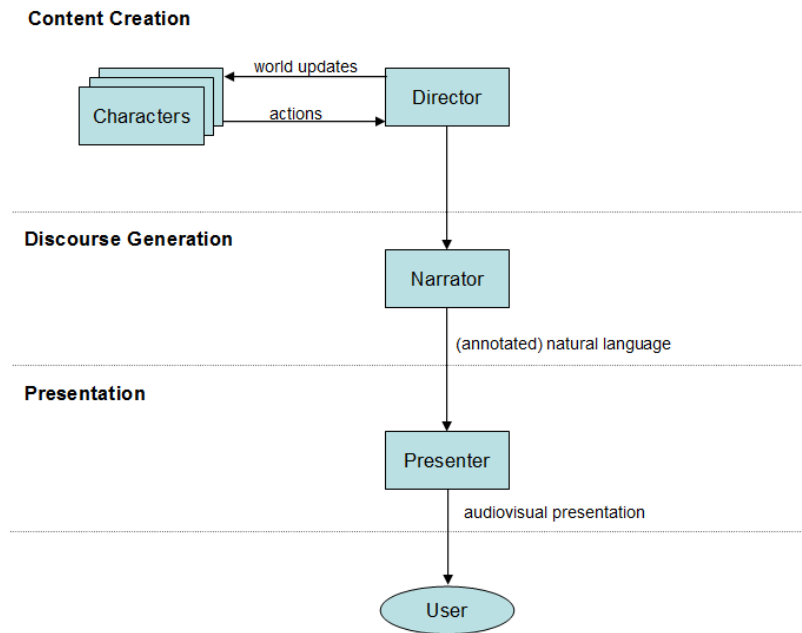 Content Creation
world updates
Director
Characters
actions
Discourse Generation
Narrator
(annotated) natural language
Presentation
Presenter
audiovisual presentation
User